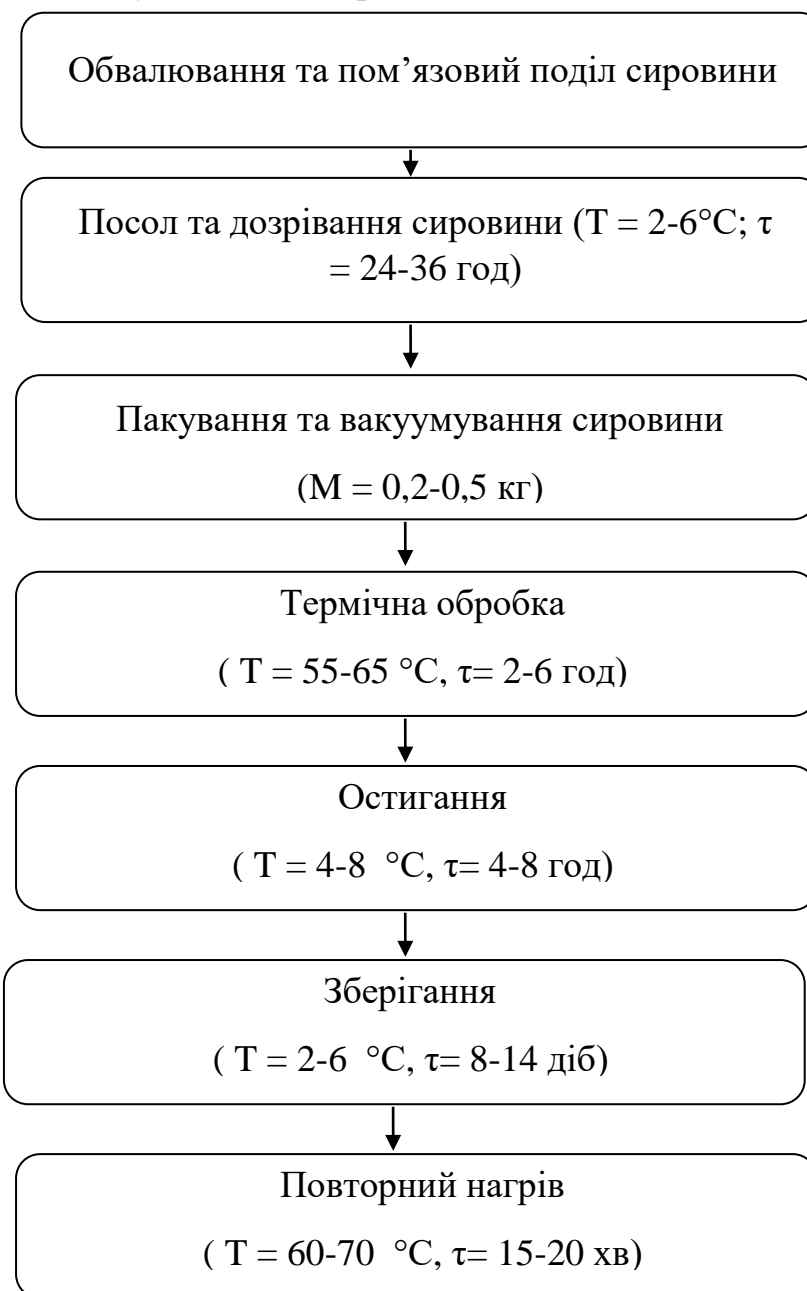 Обвалювання та пом’язовий поділ сировини
Посол та дозрівання сировини (Т = 2-6°С; τ
= 24-36 год)
Пакування та вакуумування сировини
(М = 0,2-0,5 кг)
Термічна обробка
( Т = 55-65 °С, τ= 2-6 год)
Остигання
( Т = 4-8 °С, τ= 4-8 год)
Зберігання
( Т = 2-6 °С, τ= 8-14 діб)
Повторний нагрів
( Т = 60-70 °С, τ= 15-20 хв)